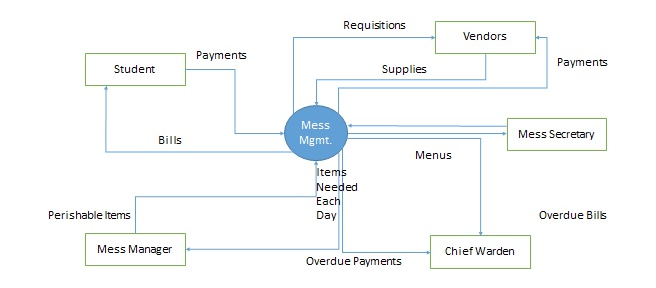 Requisitions
Vendors
Payments
Payments
Student
Supplies
Mess
Mgmt.
Mess Secretary
Bills
Menus
Items
Needed
Each
Day
Perishable Items
Overdue Bills
Mess Manager
Overdue Payments
Chief Warden